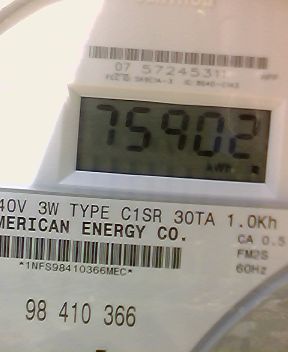 07 57245311
75902
40V 3W TYPE C1SR 30TA 1.0Kh
MERICAN ENERGY CO.
CA 0.5
*1NFS98410366MEC*
FM2S
60Hz
98 410 366